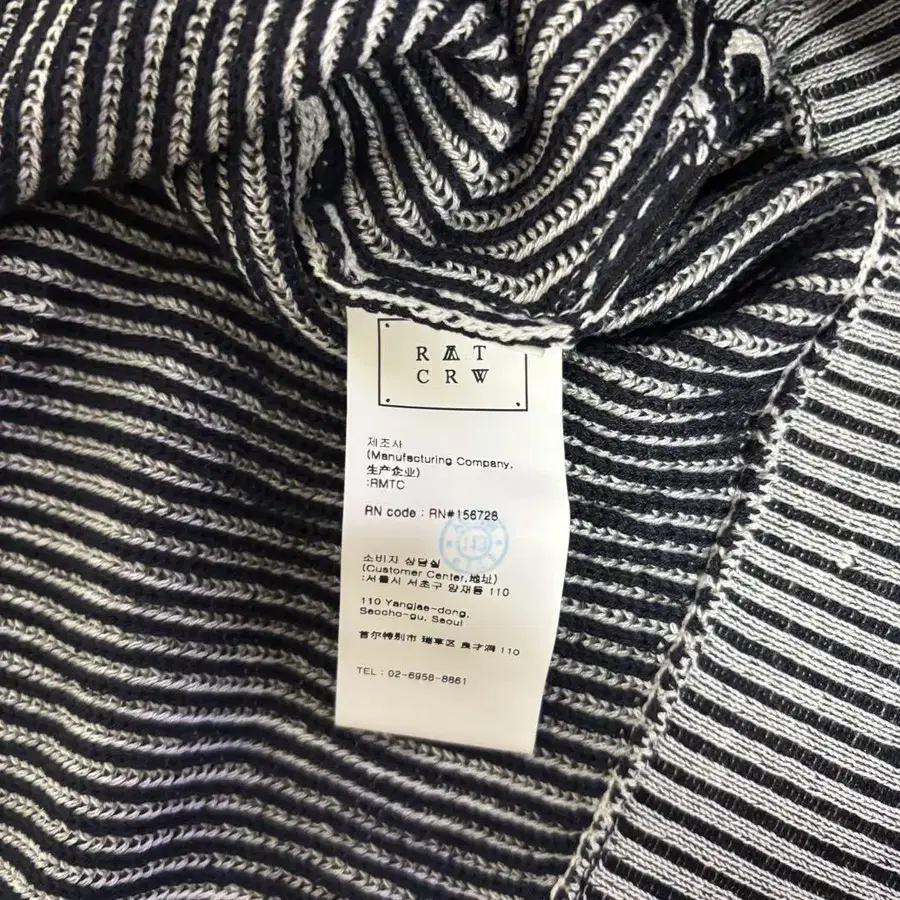 RAT
CRW
제조사
(Manufacturing Company,
生产企业)
:RMTC
RN code : RN#156728
소비자 상담실
(Customer Center,地址)
:서울시 서초구 양재동 110
110 Yangjae-dong,
Seocho-gu, Seoul
首尔特别市 瑞草区 良才洞 110
TEL : 02-6958-8861